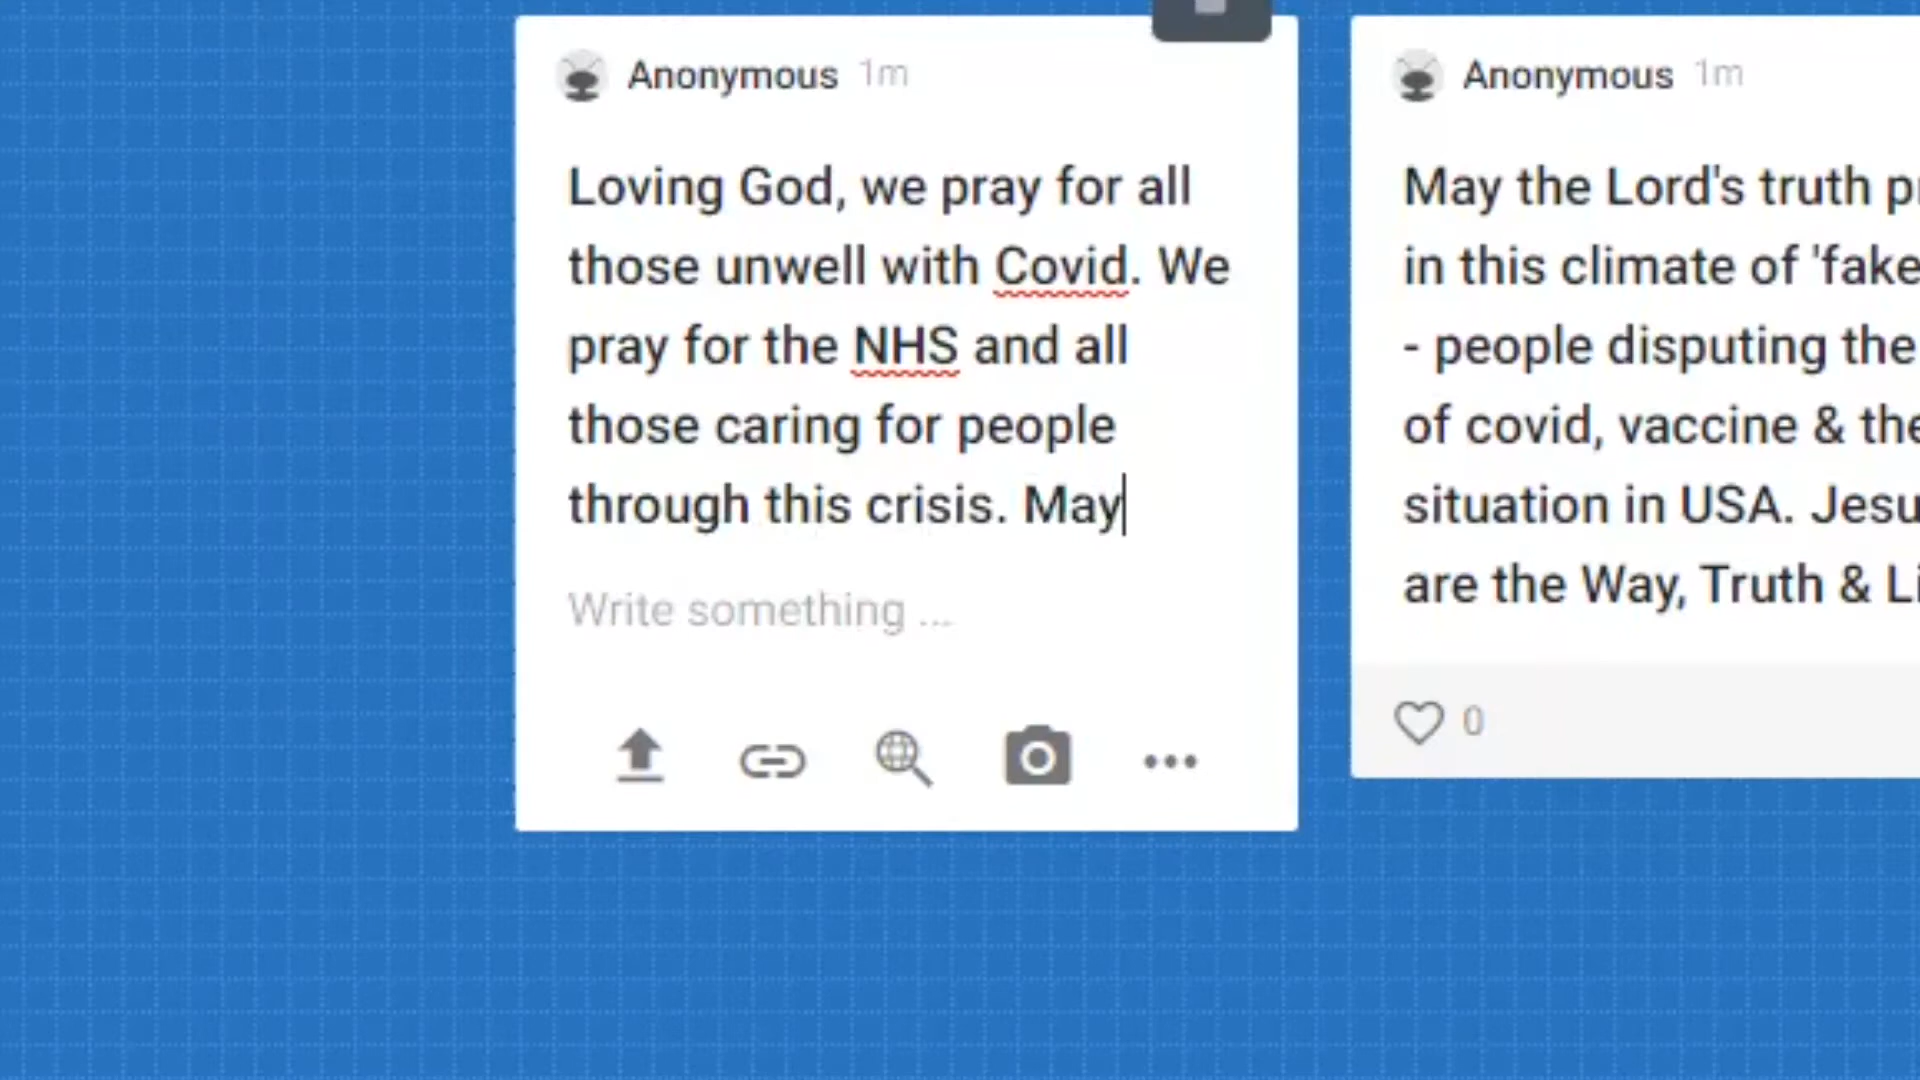 Anonymous 1m
Loving God, we pray for all
those unwell with Covid. We
pray for the NHS and all
those caring for people
through this crisis. May
Write something ...
Anonymous 1m
May the Lord's truth
in this climate of 'fake
- people disputing the
of covid, vaccine & the
situation in USA. Jesu
are the Way, Truth &
0